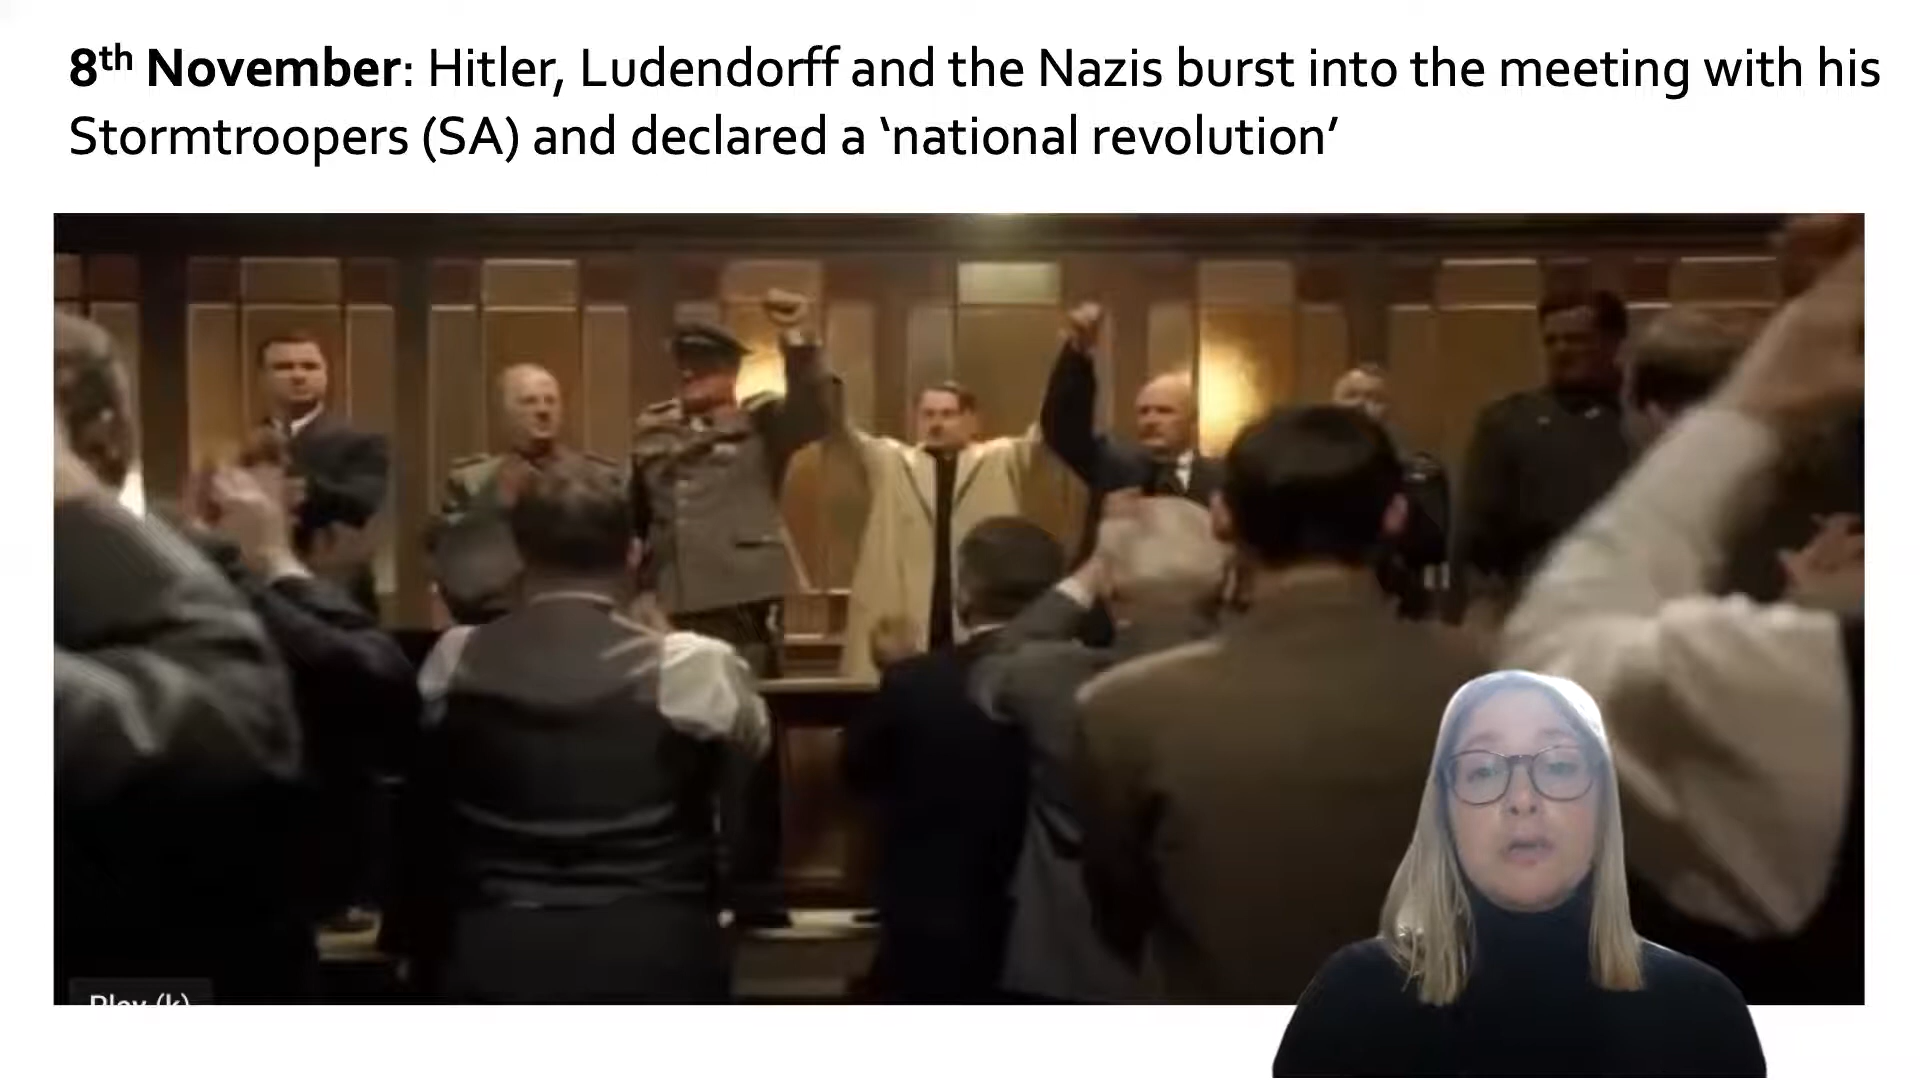 8th November: Hitler, Ludendorff and the Nazis burst into the meeting with his
Stormtroopers (SA) and declared a ‘national revolution’
Play (k)